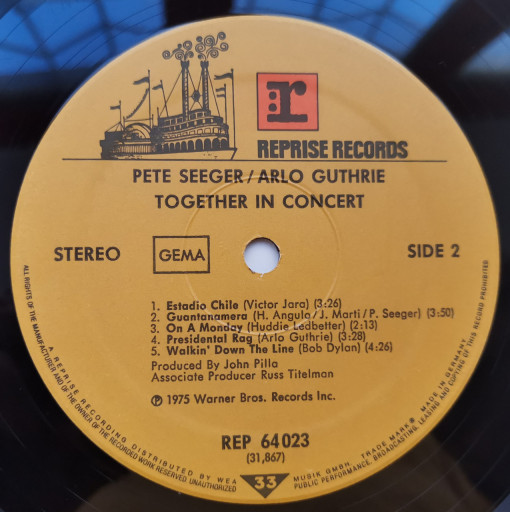 r
REPRISE RECORDS
PETE SEEGER/ARLO GUTHRIE
TOGETHER IN CONCERT
STEREO
GEMA
SIDE 2
1. Estadio Chile (Victor Jara) (3:26)
2. Guantanamera (H. Angulo/J. Marti/P. Seeger) (3:50)
3. On A Monday (Huddie Ledbetter) (2:13)
4. Presidential Rag (Arlo Guthrie) (3:28)
5. Walkin' Down The Line (Bob Dylan) (4:26)
Produced By John Pilla
Associate Producer Russ Titelman
℗ 1975 Warner Bros. Records Inc.
REP 64 023
(31,867)
33
ALL RIGHTS OF THE MANUFACTURER AND OF THE OWNER OF THE RECORDED WORK RESERVED UNAUTHORIZED PUBLIC PERFORMANCE, BROADCASTING, LEASING AND COPYING OF THIS RECORD PROHIBITED
A REPRISE RECORDING DISTRIBUTED BY WEA MUSIK GMBH. TRADE MARK® MADE IN GERMANY.